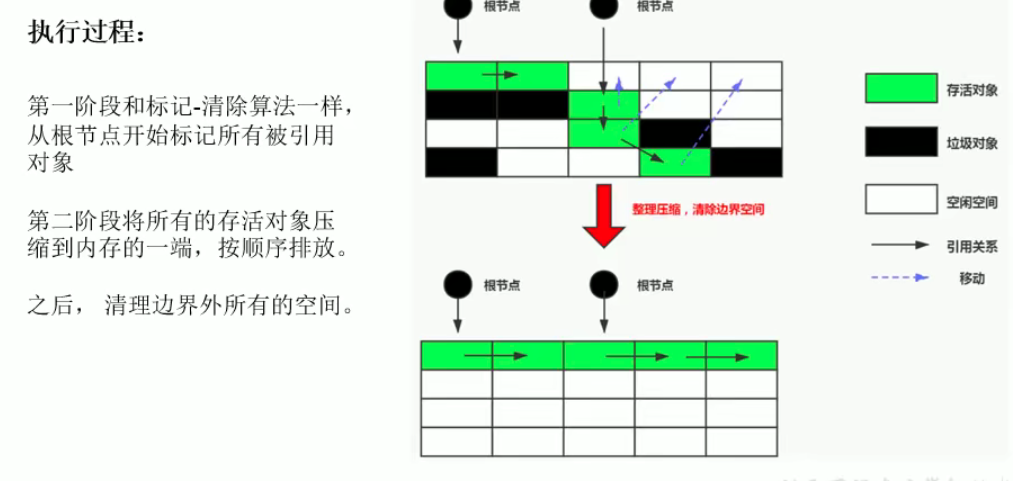 执行过程：
第一阶段和标记-清除算法一样，
从根节点开始标记所有被引用
对象
第二阶段将所有的存活对象压
缩到内存的一端，按顺序排放。
之后， 清理边界外所有的空间。
根节点
根节点
整理压缩，清除边界空间
根节点
根节点
存活对象
垃圾对象
空闲空间
引用关系
移动